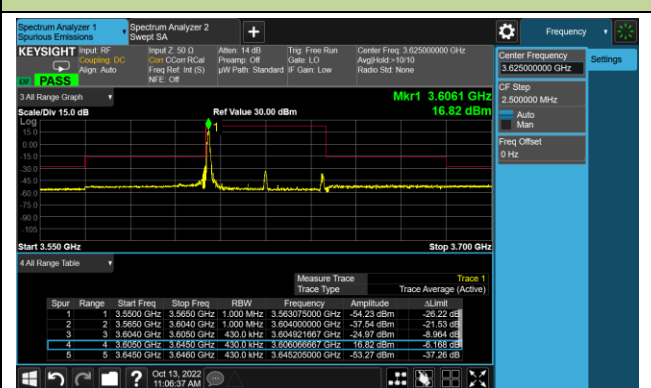 Spectrum Analyzer 1
Spurious Emissions
Spectrum Analyzer 2
Swept SA
+
Frequency
KEYSIGHT
Input: RF
Coupling: DC
Align: Auto
Input Z: 50 Ω
Corr CCorr RCal
Freq Ref: Int (S)
NFE: Off
Atten: 14 dB
Preamp: Off
µW Path: Standard
Trig: Free Run
Gate: LO
IF Gain: Low
Center Freq: 3.625000000 GHz
Avg|Hold:>10/10
Radio Std: None
PASS
Center Frequency
3.625000000 GHz
Settings
CF Step
2.500000 MHz
Auto
Man
Freq Offset
0 Hz
3 All Range Graph
Mkr1 3.6061 GHz
Scale/Div 15.0 dB
Ref Value 30.00 dBm
16.82 dBm
Log
15.0
0.00
-15.0
-30.0
-45.0
-60.0
-75.0
-90.0
-105
1
Start 3.550 GHz
Stop 3.700 GHz
4 All Range Table
Measure Trace Trace 1
Trace Type Trace Average (Active)
Spur Range Start Freq Stop Freq RBW Frequency Amplitude ΔLimit
1 1 3.5500 GHz 3.5650 GHz 1.000 MHz 3.563075000 GHz -54.23 dBm -26.22 dB
2 2 3.5650 GHz 3.6040 GHz 1.000 MHz 3.604000000 GHz -37.54 dBm -21.53 dB
3 3 3.6040 GHz 3.6050 GHz 430.0 kHz 3.604921667 GHz -24.97 dBm -8.964 dB
4 4 3.6050 GHz 3.6450 GHz 430.0 kHz 3.606066667 GHz 16.82 dBm -6.168 dB
5 5 3.6450 GHz 3.6460 GHz 430.0 kHz 3.645205000 GHz -53.27 dBm -37.26 dB
?
Oct 13, 2022
11:06:37 AM